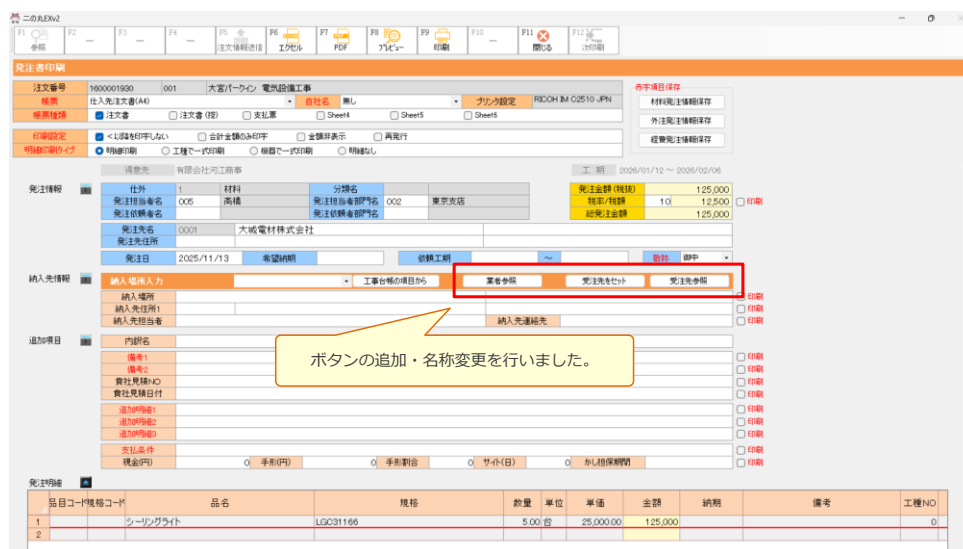 二の丸EXv2
F1 参照 F2 F3 F4 F5 注文情報送信 F6 エクセル F7 PDF F8 プレビュー F9 印刷 F10 F11 閉じる F12 次印刷
発注書印刷
注文番号 1600001930 001 大宮パークイン 電気設備工事 赤字項目保存
帳票 仕入先注文書(A4) 自社名 無し プリンタ設定 RICOH IM C2510 JPN 材料発注情報保存
帳票種類 注文書 注文書(控) 支払票 Sheet4 Sheet5 Sheet6 外注発注情報保存
印刷設定 <以降を印字しない 合計金額のみ印字 金額非表示 再発行 経費発注情報保存
明細印刷タイプ 明細印刷 工種で一式印刷 機器で一式印刷 明細なし
得意先 有限会社河江商事 工 期 2026/01/12 ~ 2026/02/06
発注情報 仕外 1 材料 分類名 発注金額(税抜) 125,000
発注担当者名 005 高橋 発注担当者部門名 002 東京支店 税率/税額 10 12,500 印刷
発注依頼者名 発注依頼者部門名 総発注金額 125,000
発注先名 0001 大城電材株式会社
発注先住所
発注日 2025/11/13 希望納期 依頼工期 ~ 敬称 御中
納入先情報 納入場所入力 工事台帳の項目から 業者参照 受注先をセット 受注先参照
納入場所 印刷
納入先住所1 印刷
納入先担当者 納入先連絡先 印刷
追加項目 内訳名
ボタンの追加・名称変更を行いました。
備考1 印刷
備考2 印刷
貴社見積NO 印刷
貴社見積日付 印刷
追加明細1 印刷
追加明細2 印刷
追加明細3 印刷
支払条件 印刷
現金(円) 0 手形(円) 0 手形割合 0 サイト(日) 0 かし担保期間 印刷
発注明細
品目コード 規格コード 品名 規格 数量 単位 単価 金額 納期 備考 工種NO
1 シーリングライト LGC31166 5.00 台 25,000.00 125,000 0
2